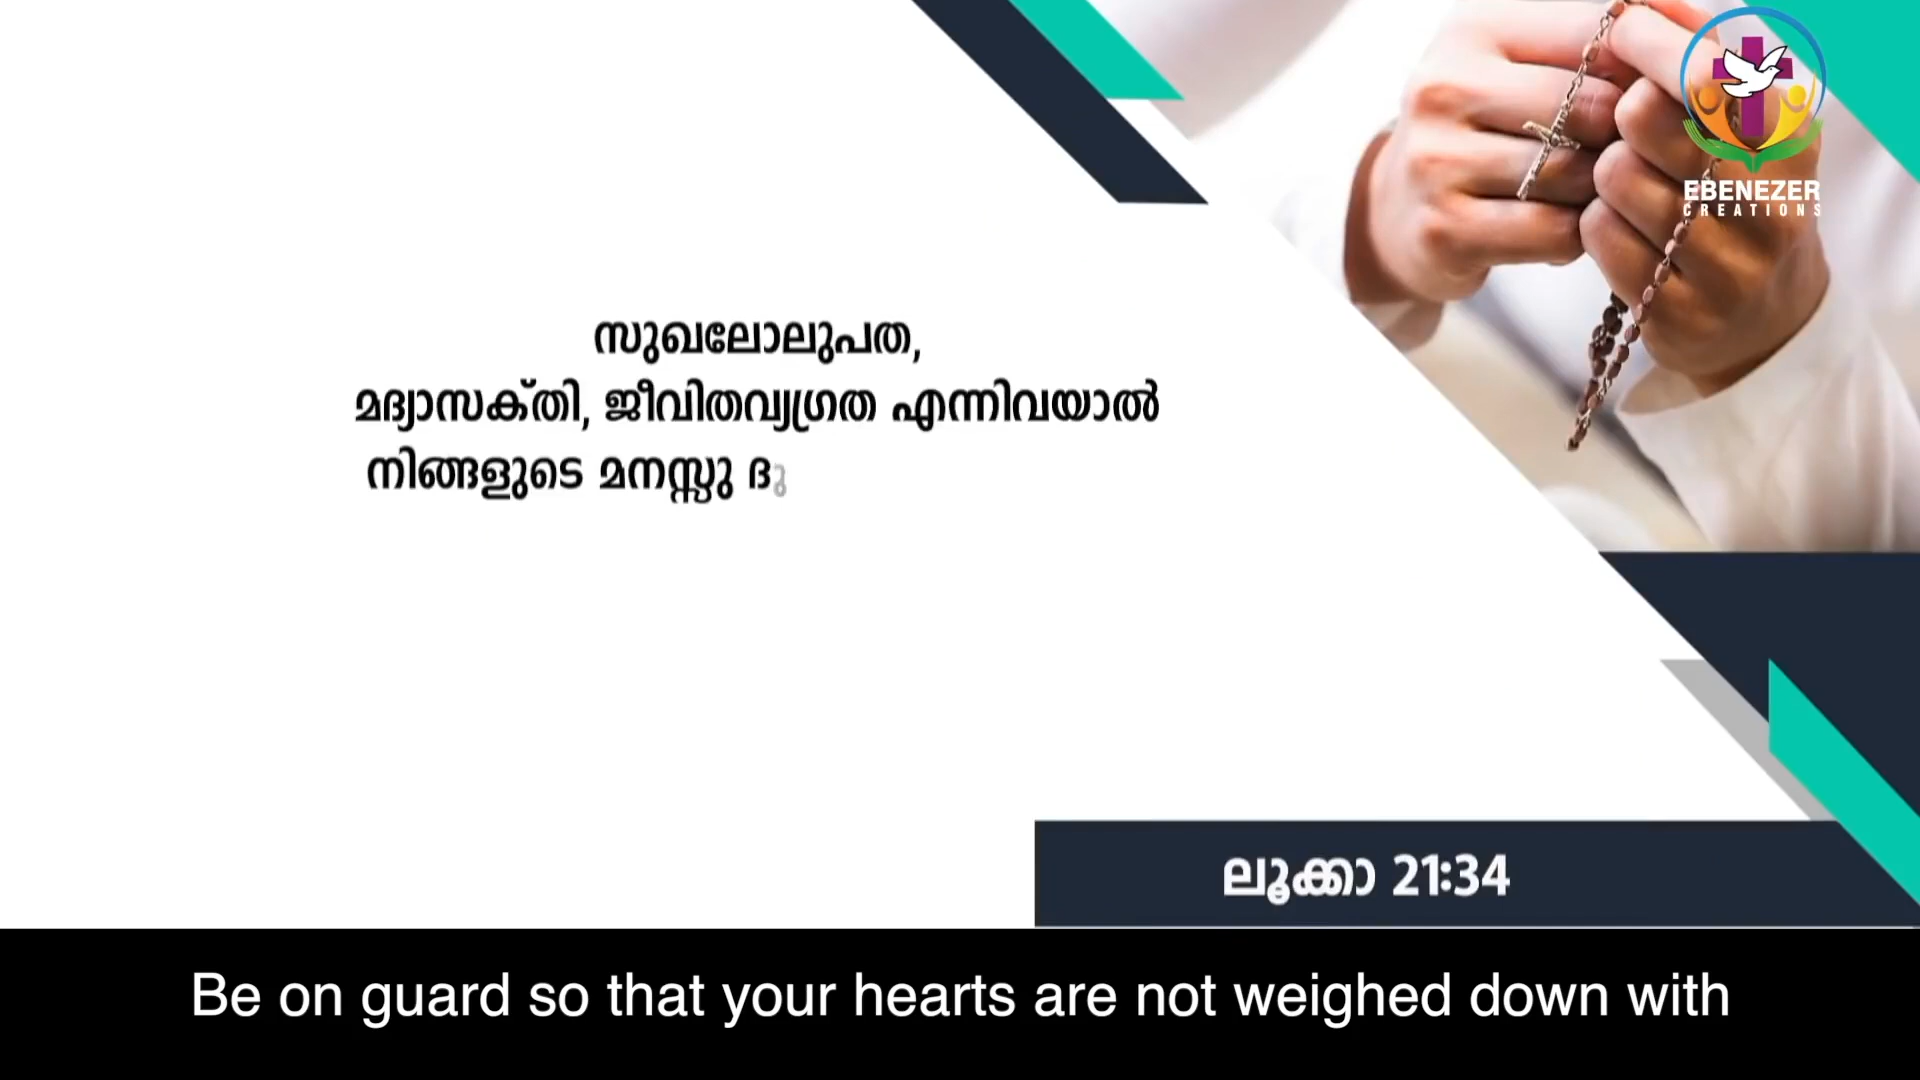 EBENEZER
CREATIONS
സുഖലോലുപത,
മദ്യാസക്തി, ജീവിതവ്യഗ്രത എന്നിവയാൽ
നിങ്ങളുടെ മനസ്സു ദു
ലൂക്കാ 21:34
Be on guard so that your hearts are not weighed down with